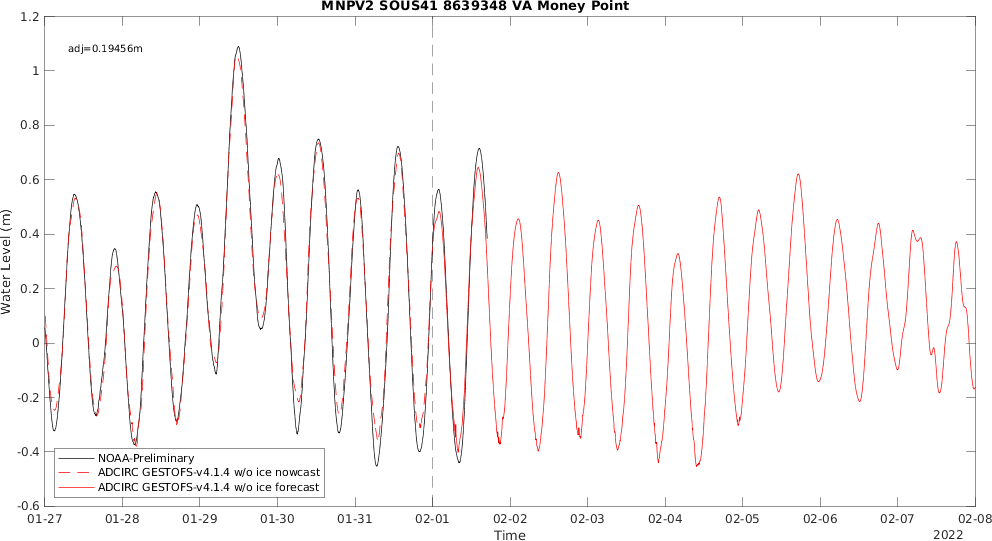 MNPV2 SOUS41 8639348 VA Money Point
adj=0.19456m
1.2
1
0.8
0.6
0.4
0.2
0
-0.2
-0.4
-0.6
Water Level (m)
NOAA-Preliminary
ADCIRC GESTOFS-v4.1.4 w/o ice nowcast
ADCIRC GESTOFS-v4.1.4 w/o ice forecast
01-27 01-28 01-29 01-30 01-31 02-01 02-02 02-03 02-04 02-05 02-06 02-07 02-08
Time
2022